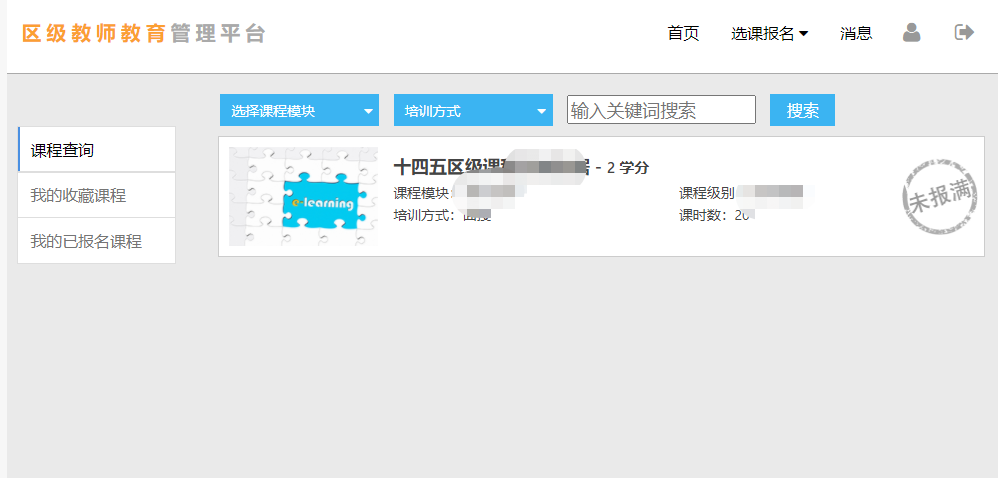 区级教师教育管理平台
首页 选课报名 消息
选择课程模块 培训方式 输入关键词搜索 搜索
课程查询
我的收藏课程
我的已报名课程
e-learning
十四五区级课程 - 2 学分
课程模块 课程级别
培训方式： 课时数：
未报满